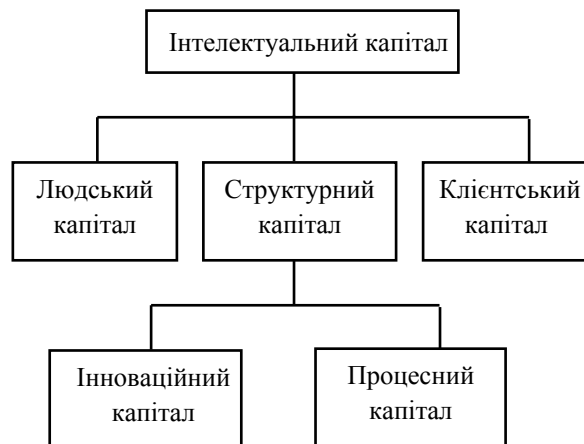 Інтелектуальний капітал
Людський
капітал
Структурний
капітал
Клієнтський
капітал
Інноваційний
капітал
Процесний
капітал